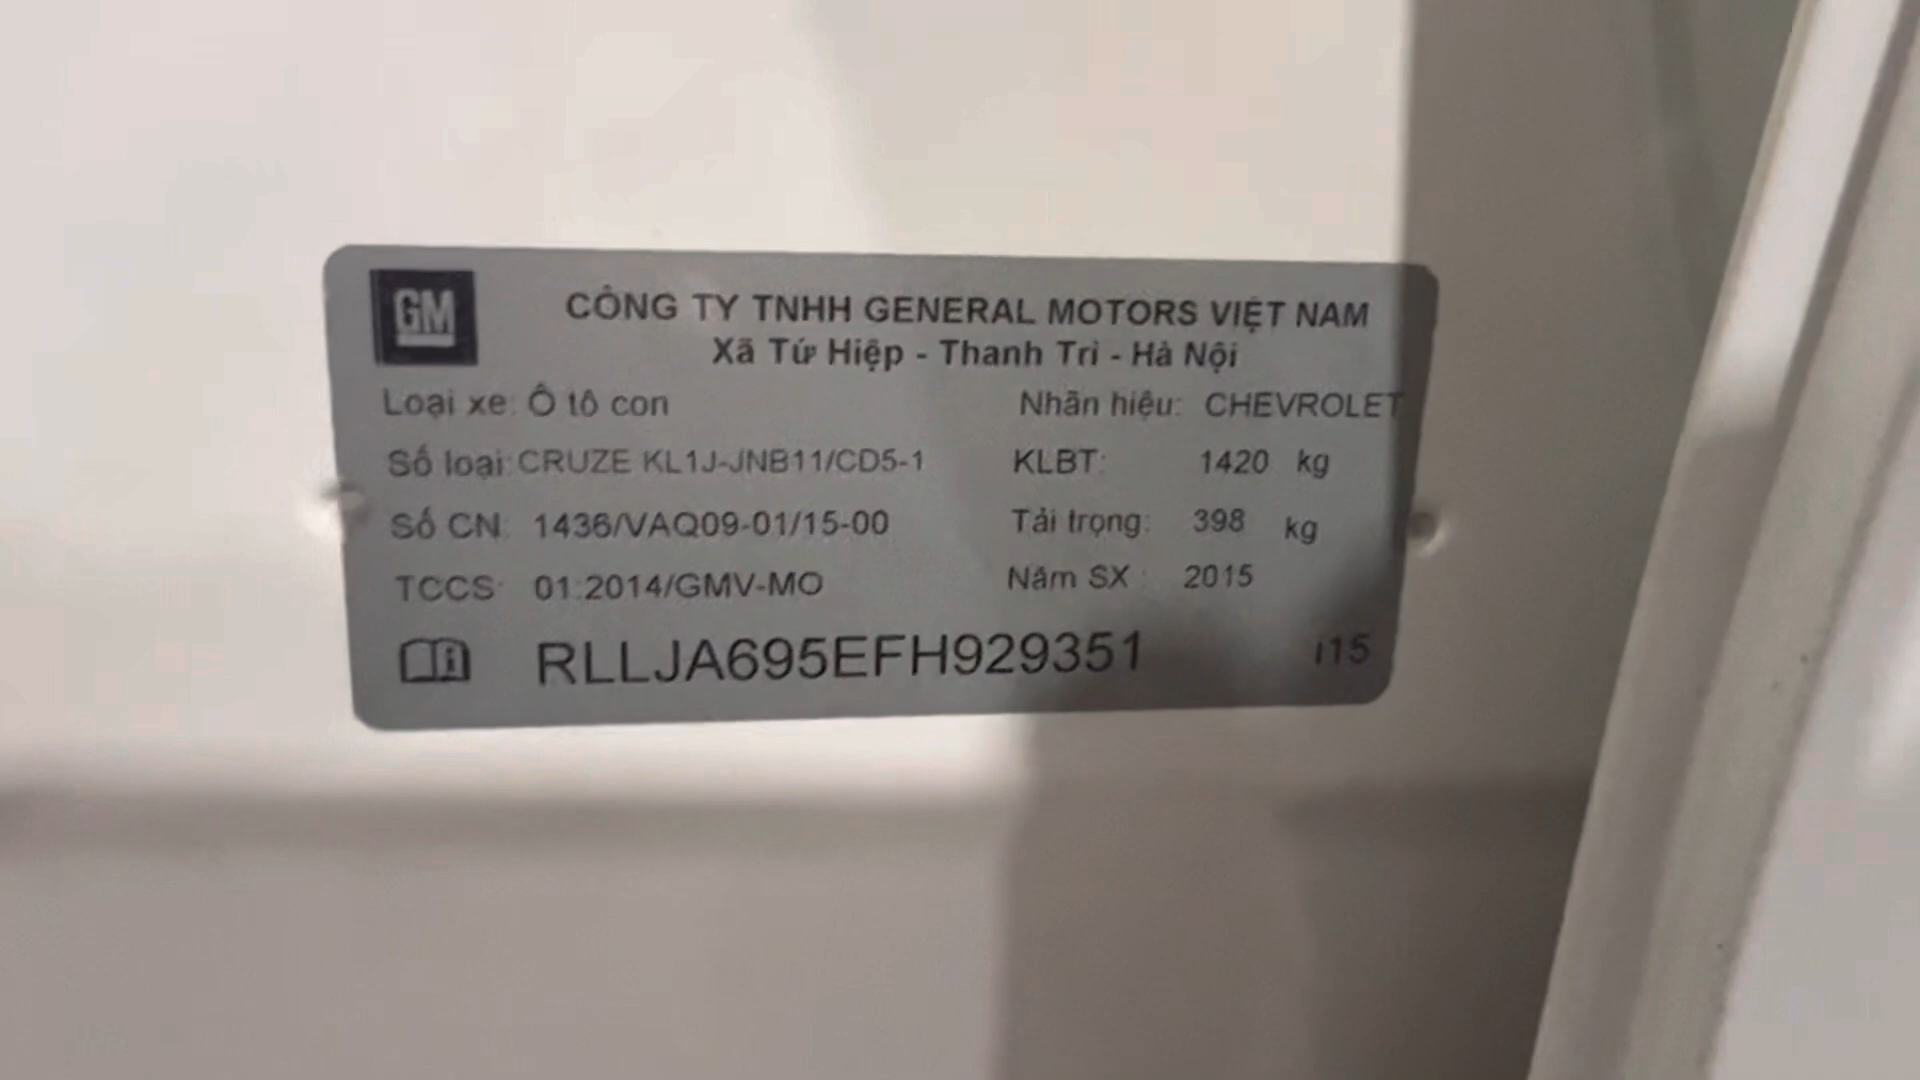 GM
CÔNG TY TNHH GENERAL MOTORS VIỆT NAM
Xã Tứ Hiệp - Thanh Trì - Hà Nội
Loại xe: Ô tô con Nhãn hiệu: CHEVROLET
Số loại: CRUZE KL1J-JNB11/CD5-1 KLBT: 1420 kg
Số CN: 1436/VAQ09-01/15-00 Tải trọng: 398 kg
TCCS: 01:2014/GMV-MO Năm SX : 2015
RLLJA695EFH929351